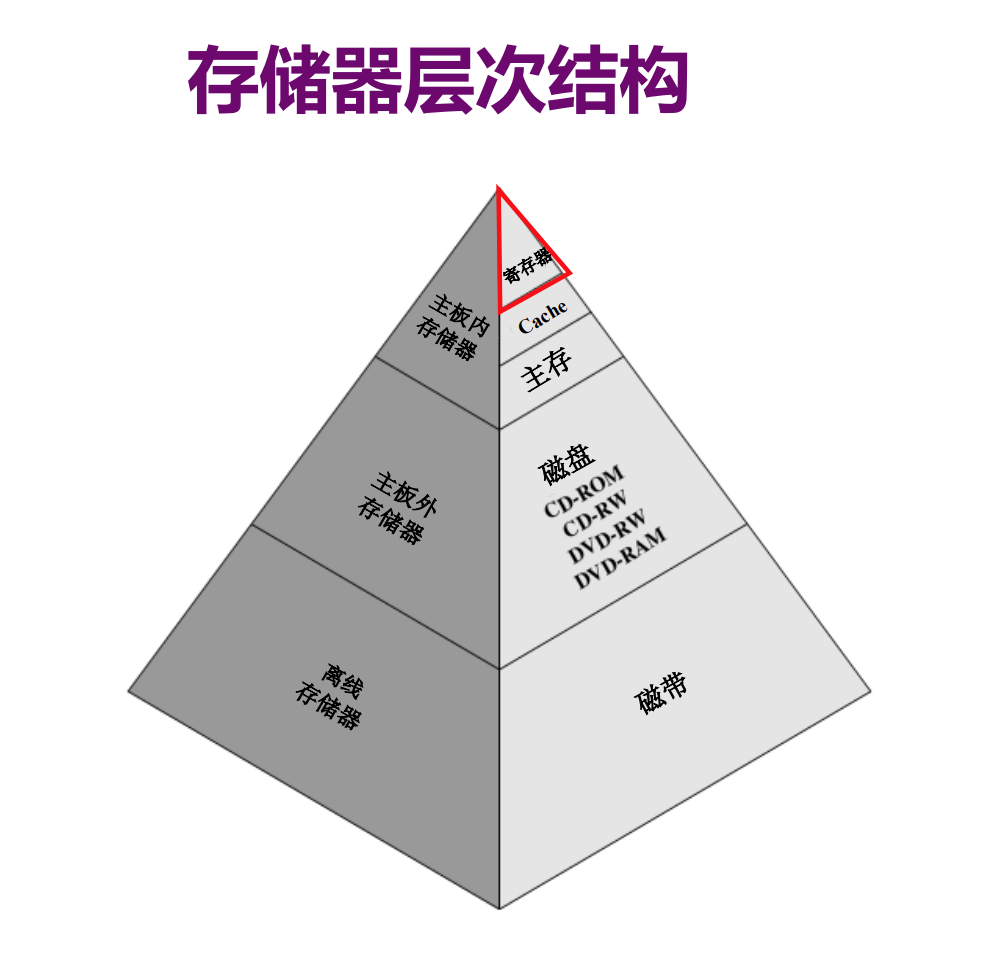 存储器层次结构
寄存器
主板内
存储器
Cache
主存
磁盘
CD-ROM
CD-RW
DVD-RW
DVD-RAM
主板外
存储器
离线
存储器
磁带